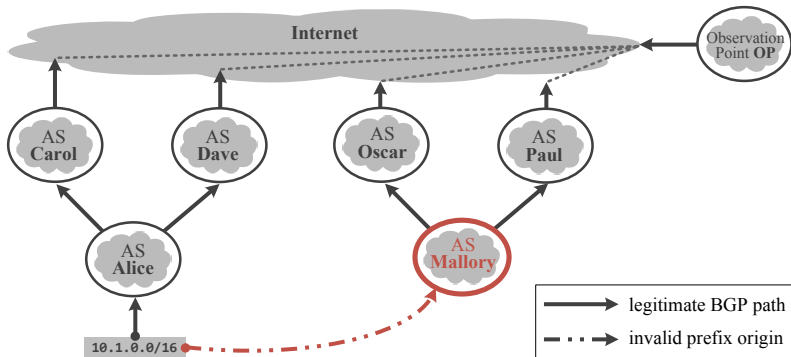 Internet
Observation
Point OP
AS
Carol
AS
Dave
AS
Oscar
AS
Paul
AS
Alice
AS
Mallory
10.1.0.0/16
legitimate BGP path
invalid prefix origin